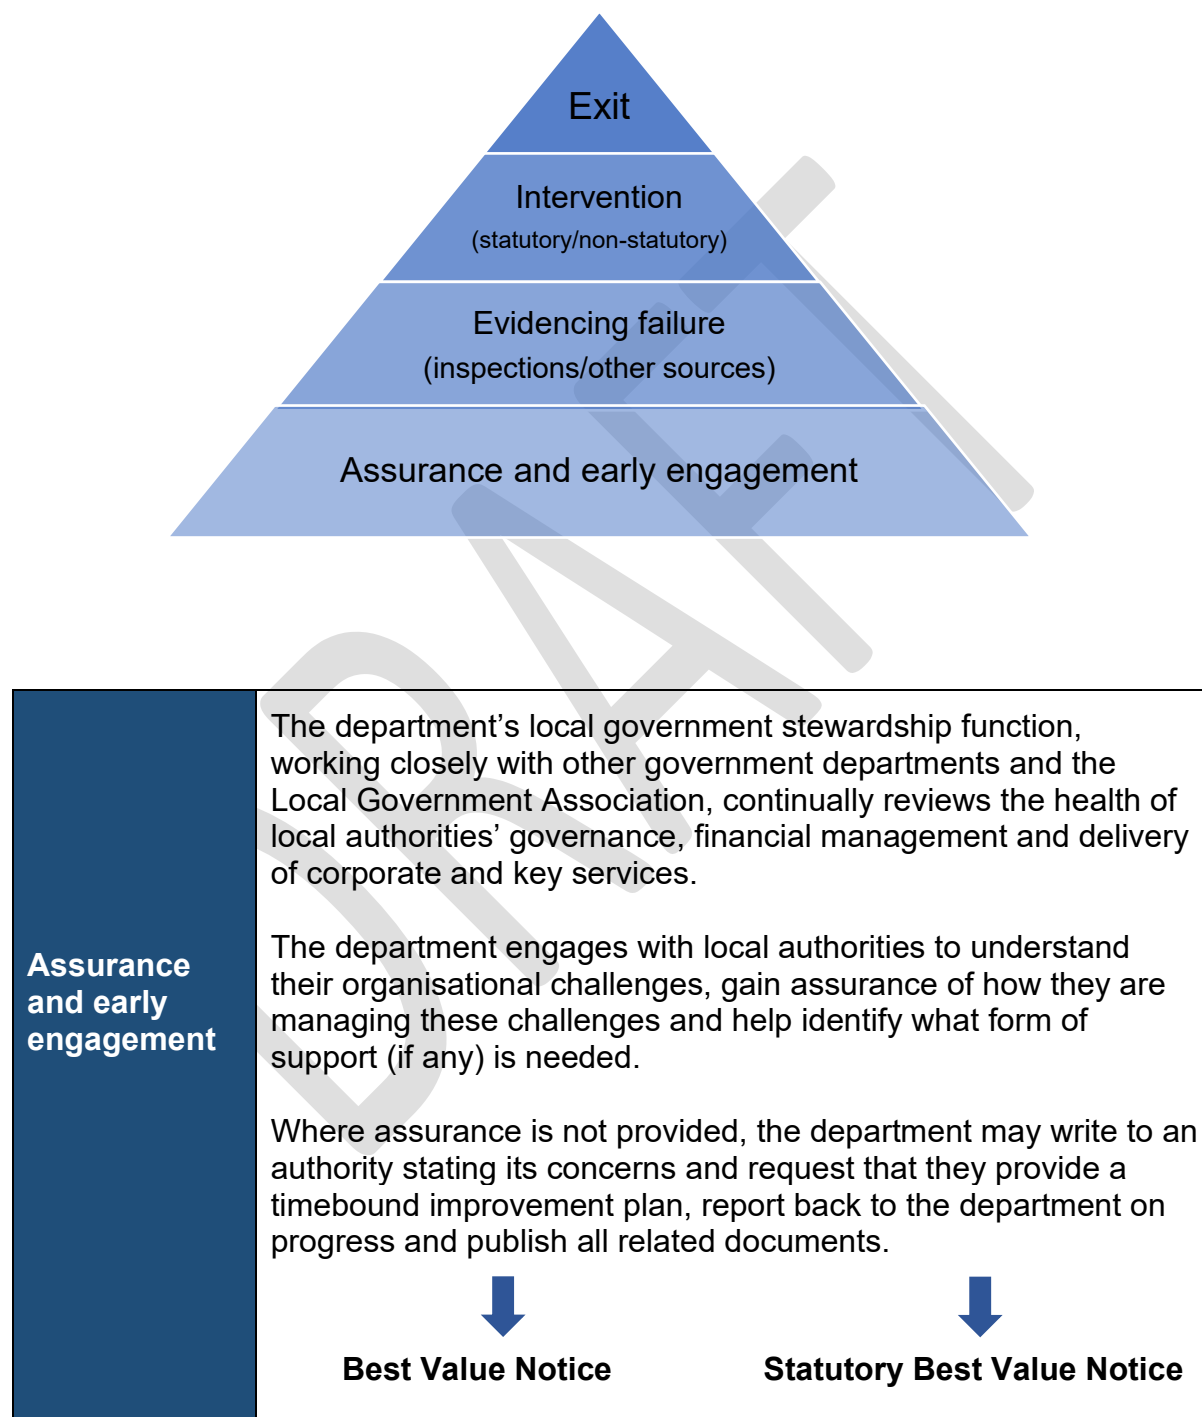 Exit
Intervention
(statutory/non-statutory)
Evidencing failure
(inspections/other sources)
Assurance and early engagement
DRAFT
Assurance
and early
engagement
The department’s local government stewardship function,
working closely with other government departments and the
Local Government Association, continually reviews the health of
local authorities’ governance, financial management and delivery
of corporate and key services.
The department engages with local authorities to understand
their organisational challenges, gain assurance of how they are
managing these challenges and help identify what form of
support (if any) is needed.
Where assurance is not provided, the department may write to an
authority stating its concerns and request that they provide a
timebound improvement plan, report back to the department on
progress and publish all related documents.
Best Value Notice
Statutory Best Value Notice